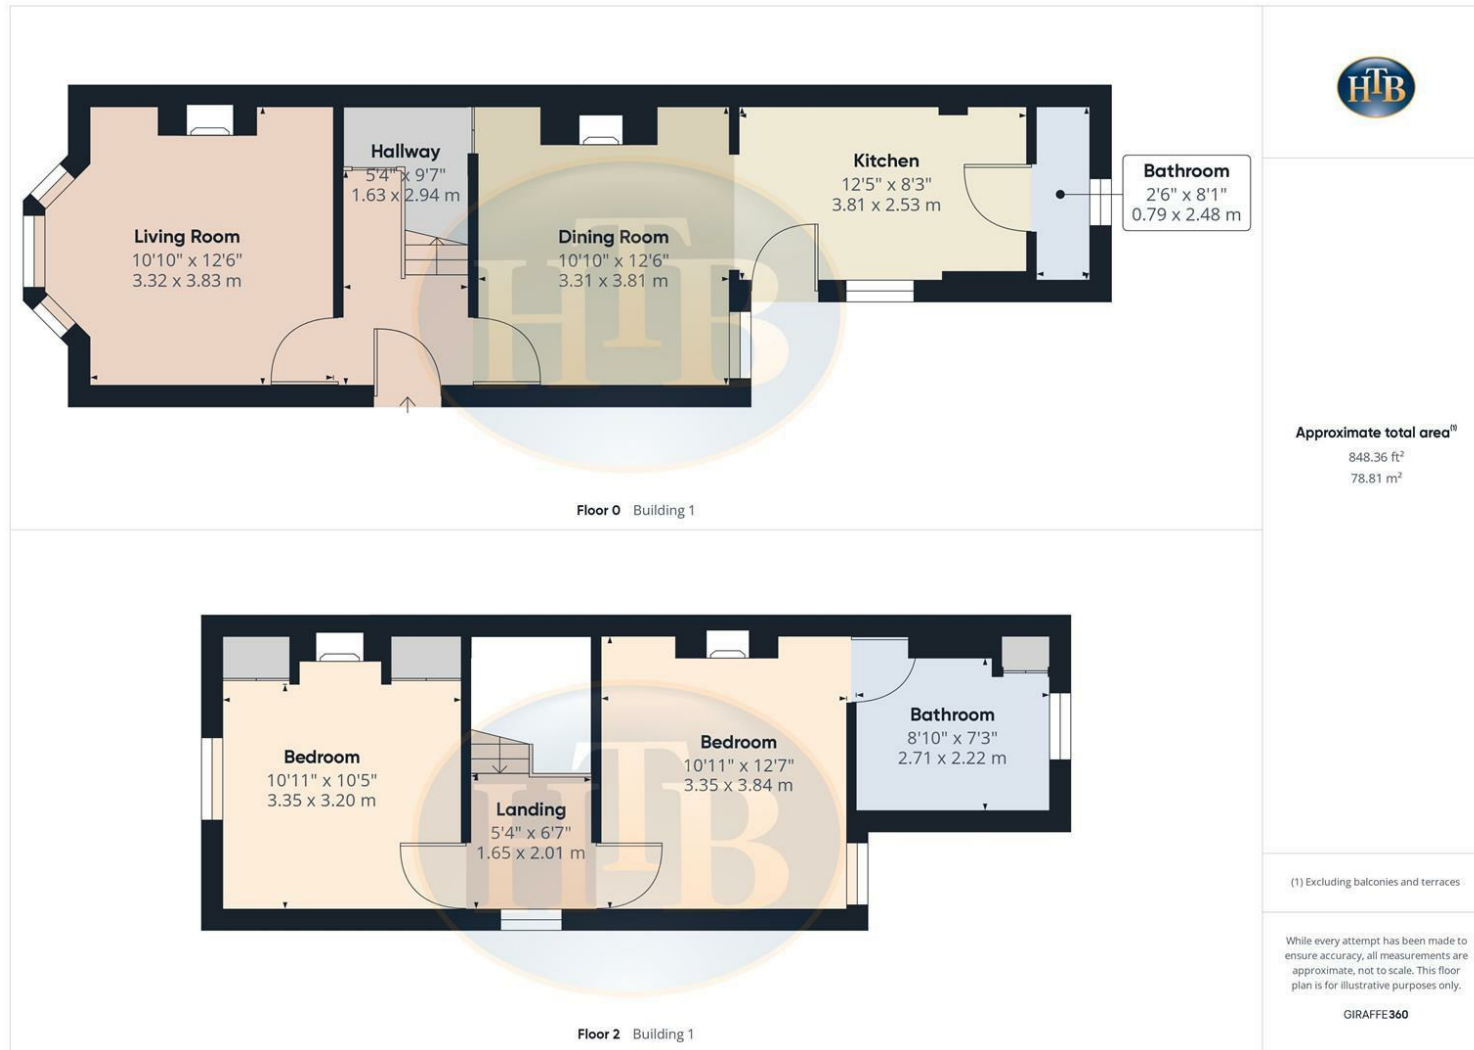 HTB
Hallway
5'4" x 9'7"
1.63 x 2.94 m
Living Room
10'10" x 12'6"
3.32 x 3.83 m
Dining Room
10'10" x 12'6"
3.31 x 3.81 m
Kitchen
12'5" x 8'3"
3.81 x 2.53 m
Bathroom
2'6" x 8'1"
0.79 x 2.48 m
HTB
Floor 0 Building 1
Approximate total area(1)
848.36 ft²
78.81 m²
Bedroom
10'11" x 10'5"
3.35 x 3.20 m
Landing
5'4" x 6'7"
1.65 x 2.01 m
Bedroom
10'11" x 12'7"
3.35 x 3.84 m
Bathroom
8'10" x 7'3"
2.71 x 2.22 m
HTB
Floor 2 Building 1
(1) Excluding balconies and terraces
While every attempt has been made to
ensure accuracy, all measurements are
approximate, not to scale. This floor
plan is for illustrative purposes only.
GIRAFFE360